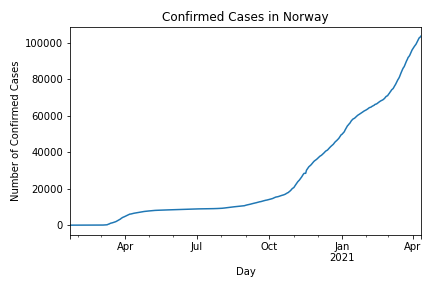 Confirmed Cases in Norway
Number of Confirmed Cases
100000
80000
60000
40000
20000
0
Apr Jul Oct Jan Apr
2021
Day